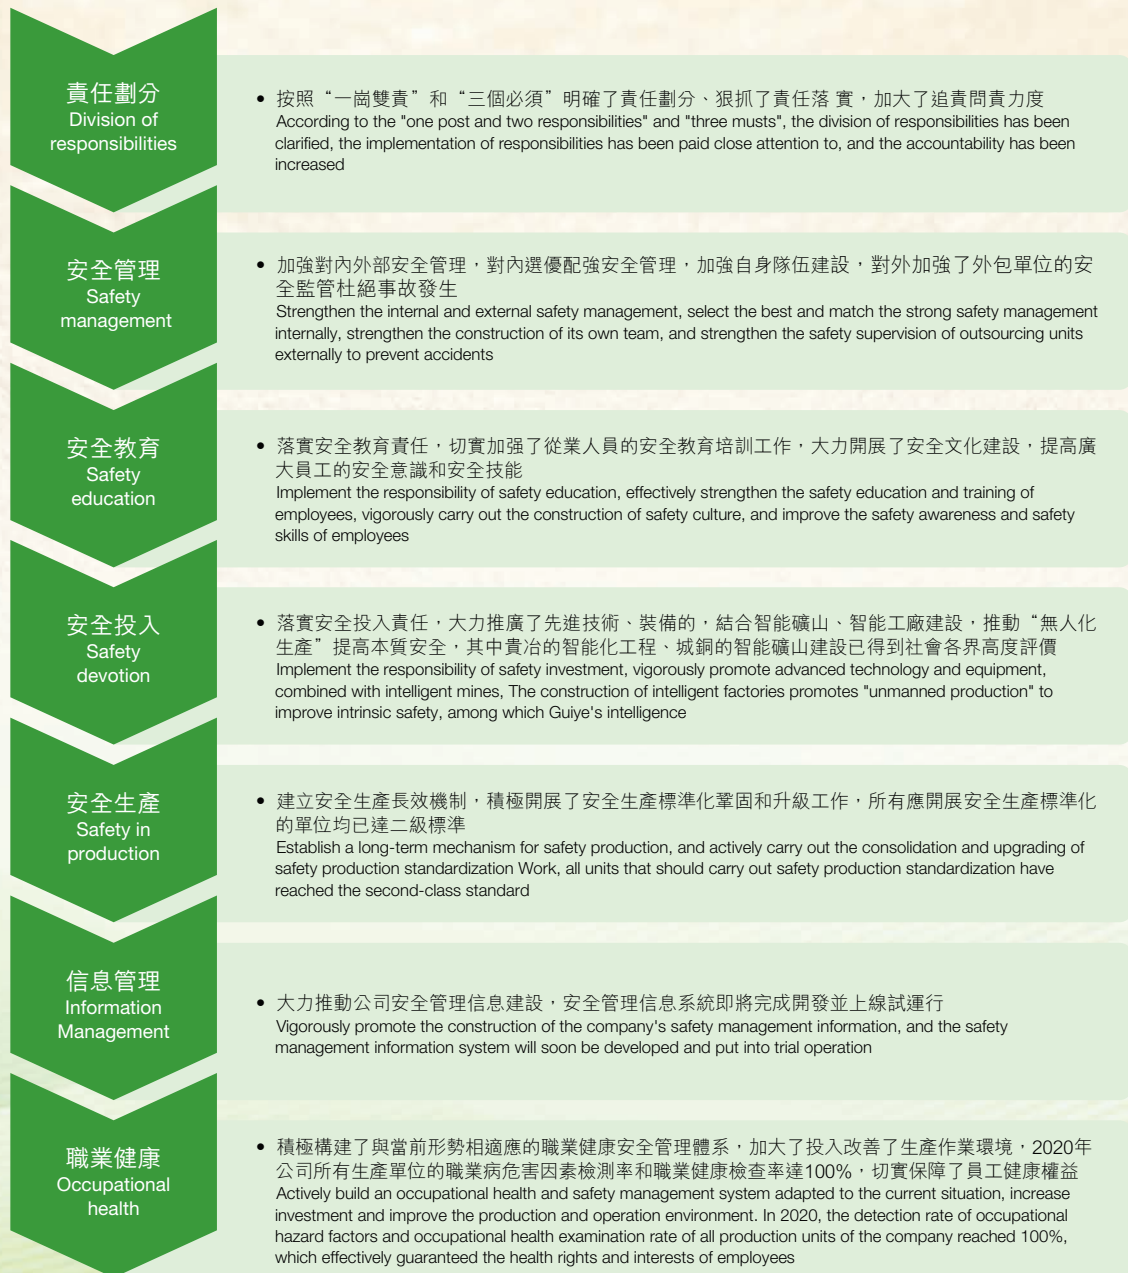 責任劃分
Division of
responsibilities
• 按照“一崗雙責”和“三個必須”明確了責任劃分、狠抓了責任落 實，加大了追責問責力度
According to the "one post and two responsibilities" and "three musts", the division of responsibilities has been
clarified, the implementation of responsibilities has been paid close attention to, and the accountability has been
increased
安全管理
Safety
management
• 加強對內外部安全管理，對內選優配強安全管理，加強自身隊伍建設，對外加強了外包單位的安
全監管杜絕事故發生
Strengthen the internal and external safety management, select the best and match the strong safety management
internally, strengthen the construction of its own team, and strengthen the safety supervision of outsourcing units
externally to prevent accidents
安全教育
Safety
education
• 落實安全教育責任，切實加强了從業人員的安全教育培訓工作，大力開展了安全文化建設，提高廣
大員工的安全意識和安全技能
Implement the responsibility of safety education, effectively strengthen the safety education and training of
employees, vigorously carry out the construction of safety culture, and improve the safety awareness and safety
skills of employees
安全投入
Safety
devotion
• 落實安全投入責任，大力推廣了先進技術、裝備的，結合智能礦山、智能工廠建設，推動“無人化
生產”提高本質安全，其中貴冶的智能化工程、城銅的智能礦山建設已得到社會各界高度評價
Implement the responsibility of safety investment, vigorously promote advanced technology and equipment,
combined with intelligent mines, The construction of intelligent factories promotes "unmanned production" to
improve intrinsic safety, among which Guiye's intelligence
安全生產
Safety in
production
• 建立安全生產長效機制，積極開展了安全生產標準化鞏固和升級工作，所有應開展安全生產標準化
的單位均已達二級標準
Establish a long-term mechanism for safety production, and actively carry out the consolidation and upgrading of
safety production standardization Work, all units that should carry out safety production standardization have
reached the second-class standard
信息管理
Information
Management
• 大力推動公司安全管理信息建設，安全管理信息系統即將完成開發並上線試運行
Vigorously promote the construction of the company's safety management information, and the safety
management information system will soon be developed and put into trial operation
職業健康
Occupational
health
• 積極構建了與當前形勢相適應的職業健康安全管理體系，加大了投入改善了生產作業環境，2020年
公司所有生產單位的職業病危害因素檢測率和職業健康檢查率達100%，切實保障了員工健康權益
Actively build an occupational health and safety management system adapted to the current situation, increase
investment and improve the production and operation environment. In 2020, the detection rate of occupational
hazard factors and occupational health examination rate of all production units of the company reached 100%,
which effectively guaranteed the health rights and interests of employees